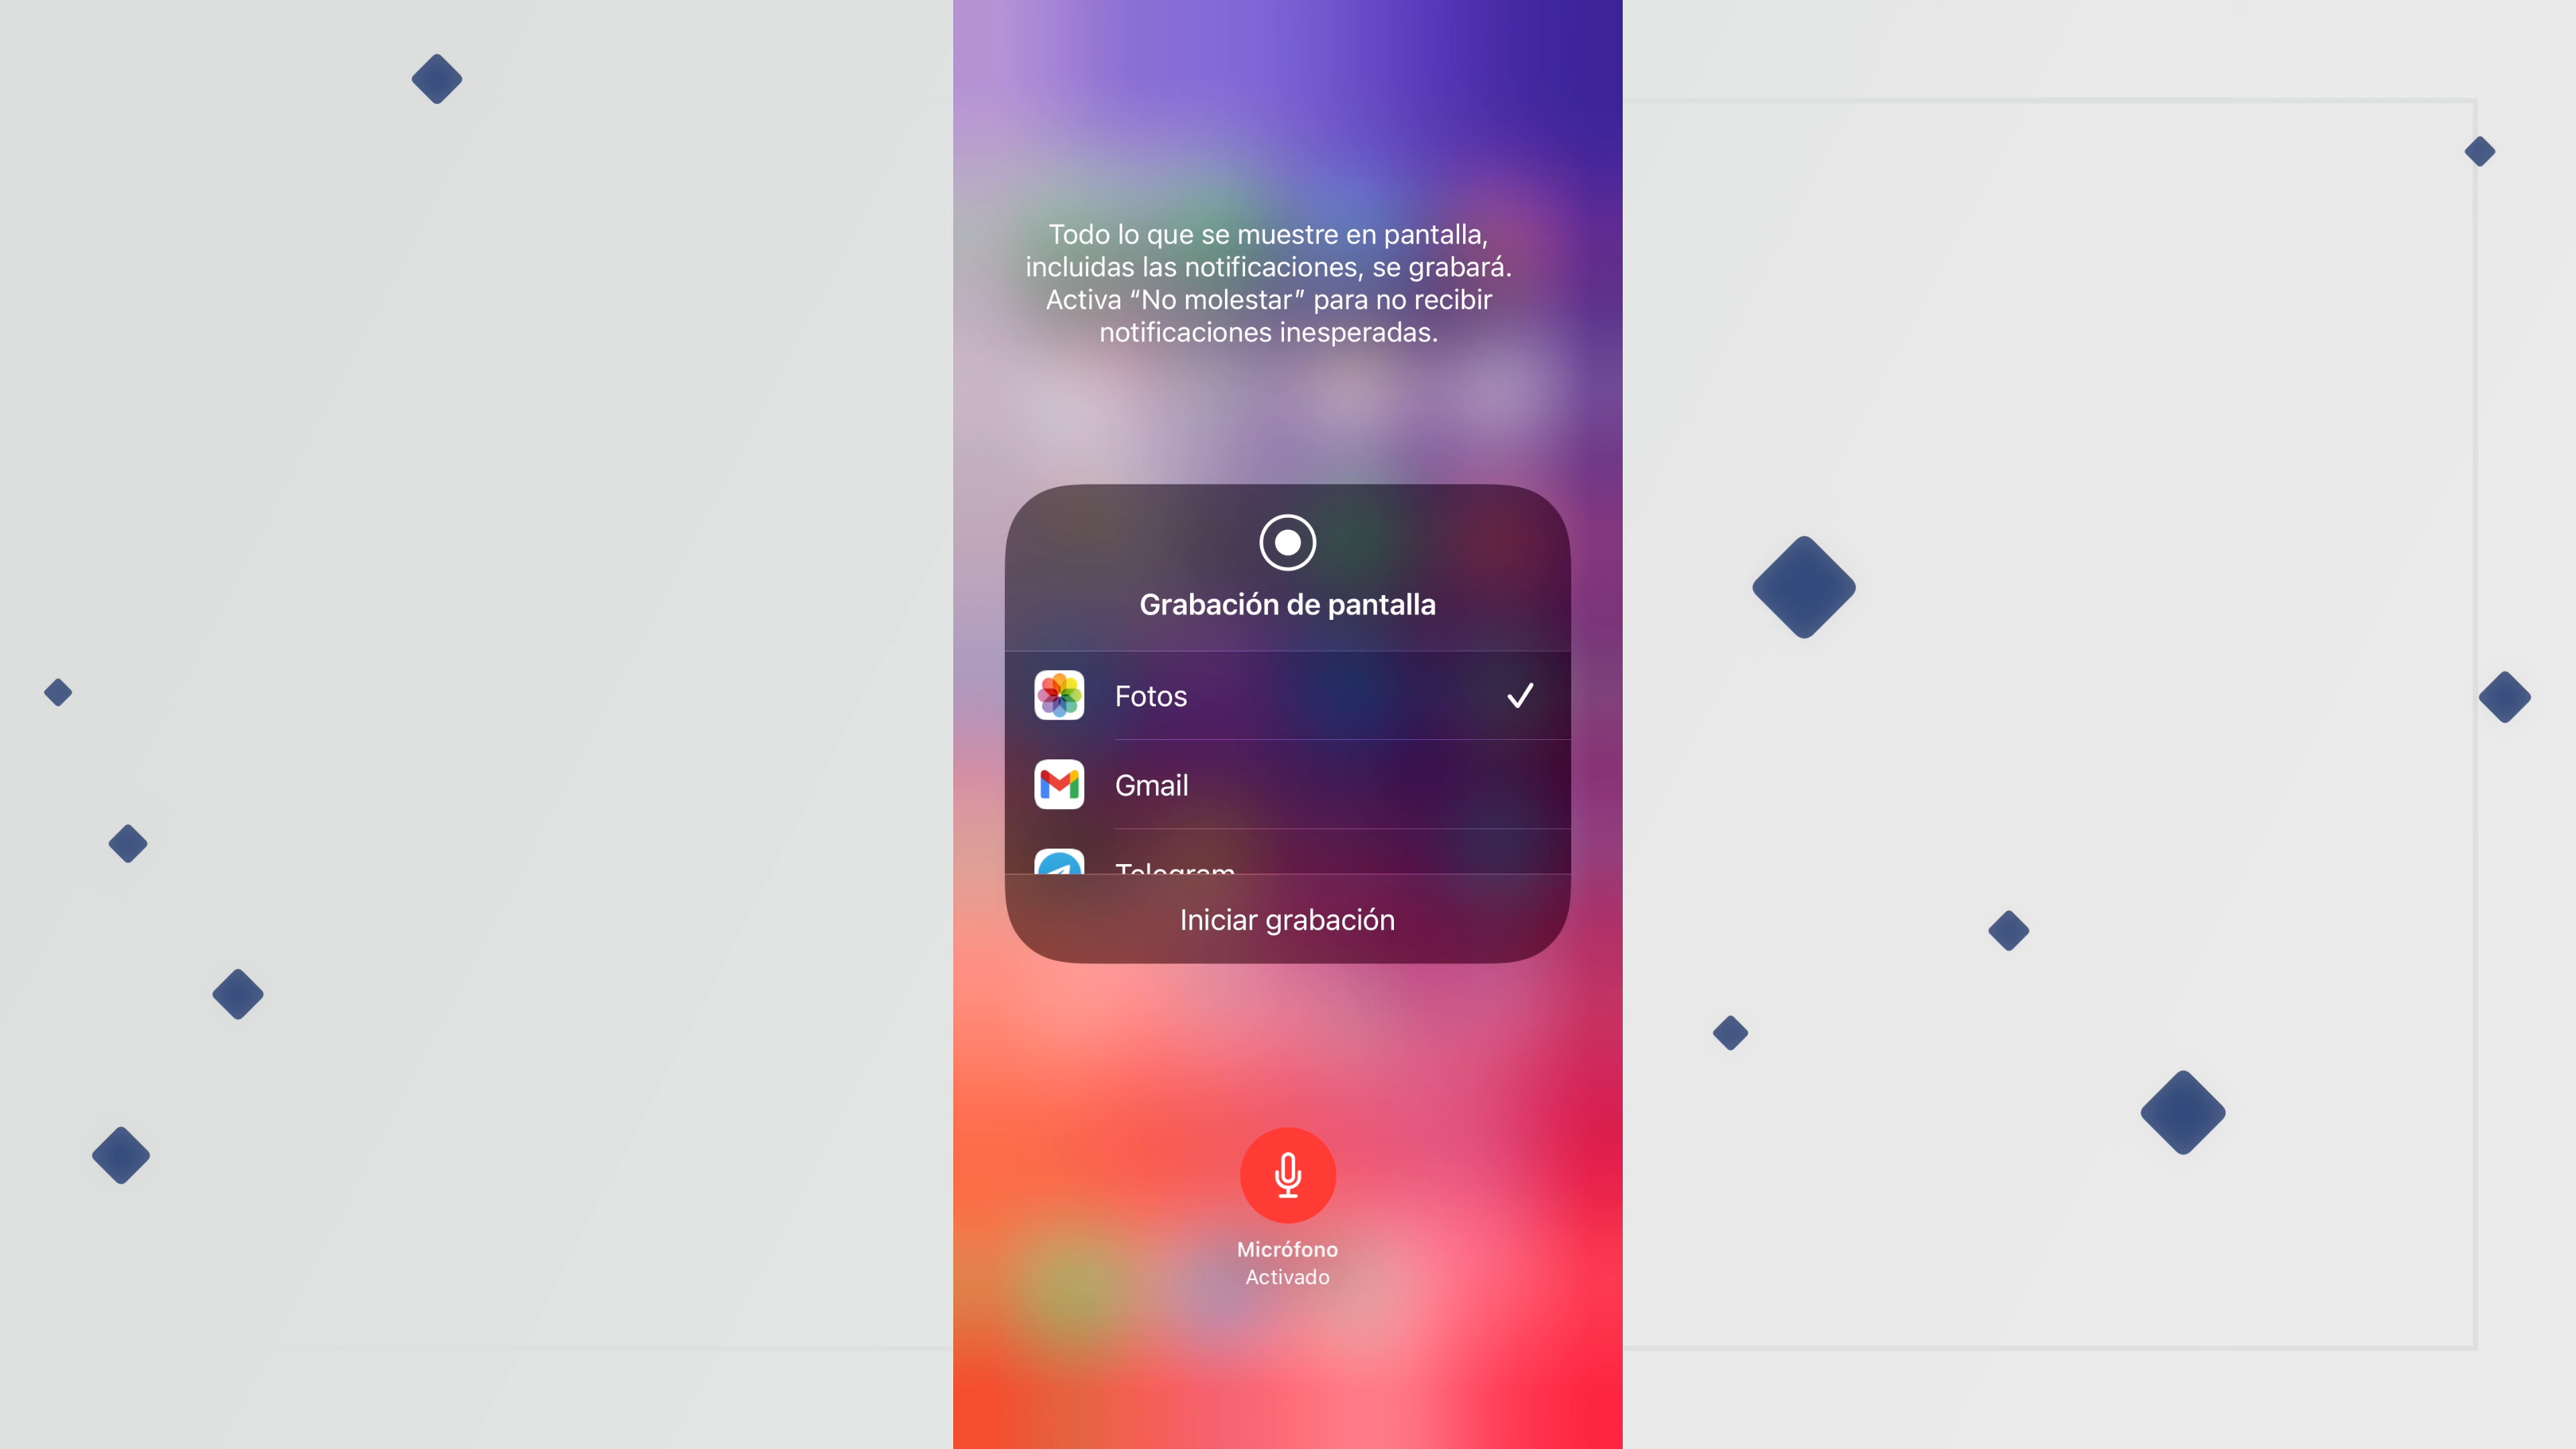 Todo lo que se muestre en pantalla,
incluidas las notificaciones, se grabará.
Activa “No molestar” para no recibir
notificaciones inesperadas.
Grabación de pantalla
Fotos
Gmail
Telegram
Iniciar grabación
Micrófono
Activado